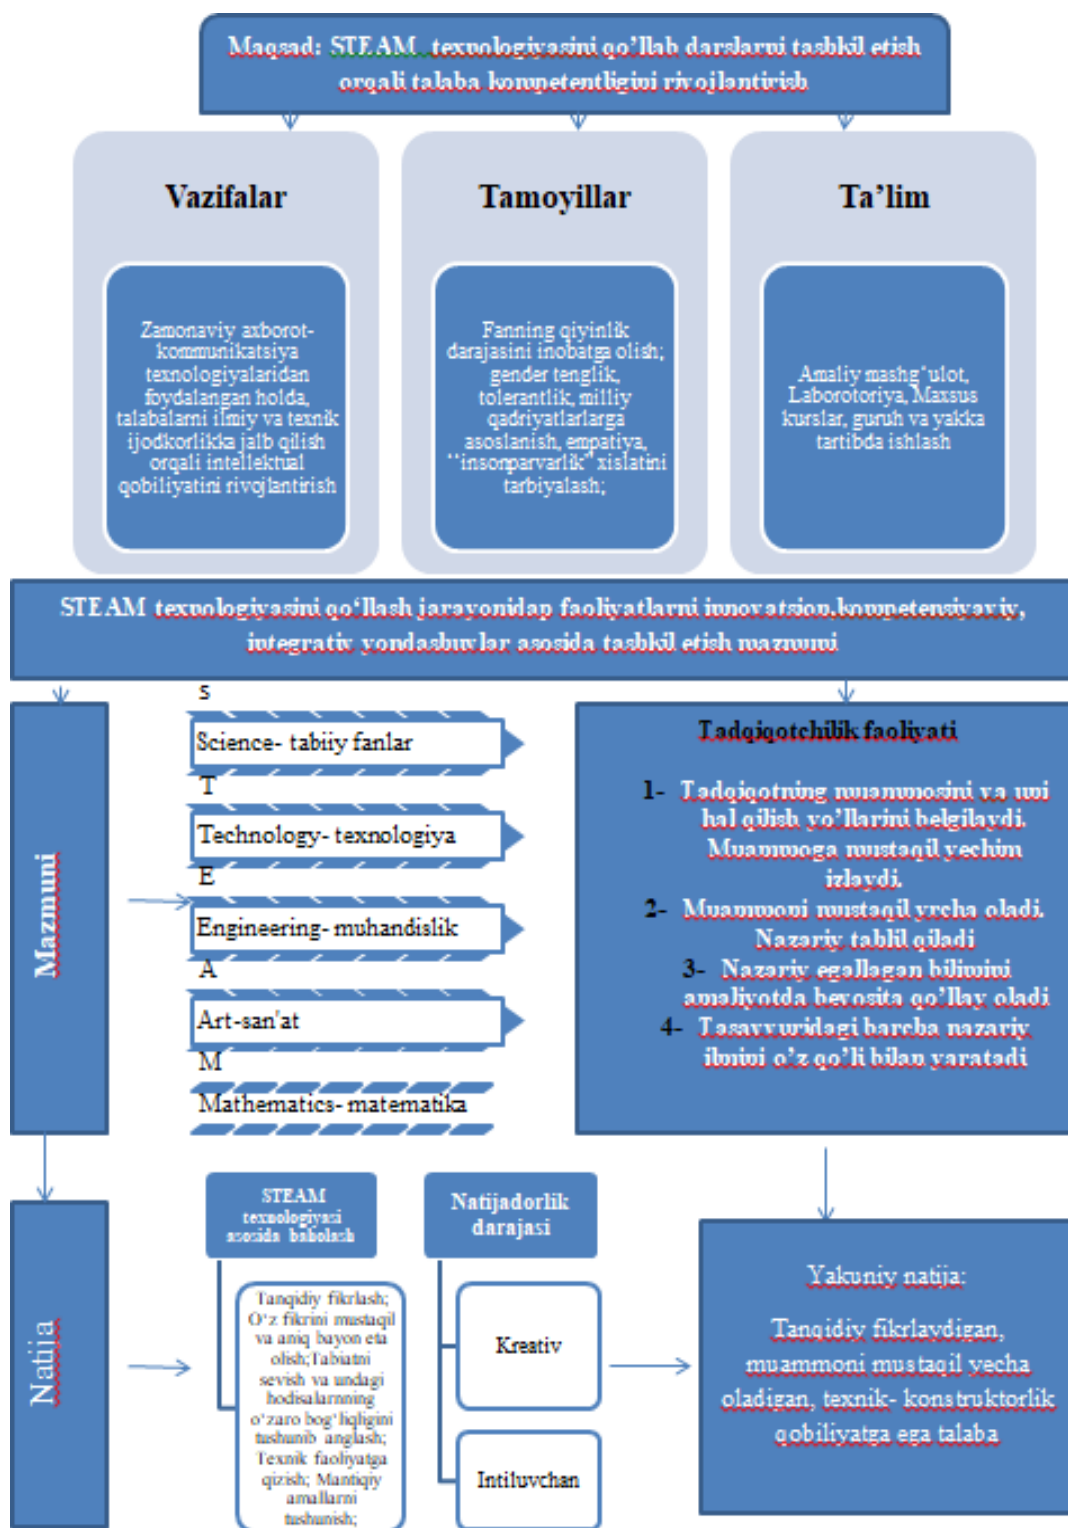 Maqsad: STEAM texnologiyasini qo’llab darslarni tashkil etish
orqali talaba kompetentligini rivojlantirish
Vazifalar
Zamonaviy axborot-
kommunikatsiya
texnologiyalaridan
foydalangan holda,
talabalarni ilmiy va texnik
ijodkorlikka jalb qilish
orqali intellektual
qobiliyatini rivojlantirish
Tamoyillar
Fanning qiyinlik
darajasini inobatga olish;
gender tenglik,
tolerantlik, milliy
qadriyatlarlarga
asoslanish, empatiya,
‘‘insonparvarlik’’ xislatini
tarbiyalash;
Ta’lim
Amaliy mashg‘ulot,
Laborotoriya, Maxsus
kurslar, guruh va yakka
tartibda ishlash
STEAM texnologiyasini qo‘llash jarayonidap faoliyatlarni innovatsion,kompetensiyaviy,
integrativ yondashuvlar asosida tashkil etish mazmuni
Mazmuni
S
Science- tabiiy fanlar
T
Technology- texnologiya
E
Engineering- muhandislik
A
Art-san'at
M
Mathematics- matematika
Tadqiqotchilik faoliyati
1- Tadqiqotning muammosini va uni
hal qilish yo’llarini belgilaydi.
Muammoga mustaqil yechim
izlaydi.
2- Muammoni mustaqil yrcha oladi.
Nazariy tahlil qiladi
3- Nazariy egallagan bilimini
amaliyotda bevosita qo’llay oladi
4- Tasavvuridagi barcha nazariy
ilmini o’z qo’li bilan yaratadi
Natija
STEAM
texnologiyasi
asosida baholash
Tanqidiy fikrlash;
O‘z fikrini mustaqil
va aniq bayon eta
olish;Tabiatni
sevish va undagi
hodisalarnning
o‘zaro bog‘liqligini
tushunib anglash;
Texnik faoliyatga
qizish; Mantiqiy
amallarni
tushunish;
Natijadorlik
darajasi
Kreativ
Intiluvchan
Yakuniy natija:
Tanqidiy fikrlaydigan,
muammoni mustaqil yecha
oladigan, texnik- konstruktorlik
qobiliyatga ega talaba